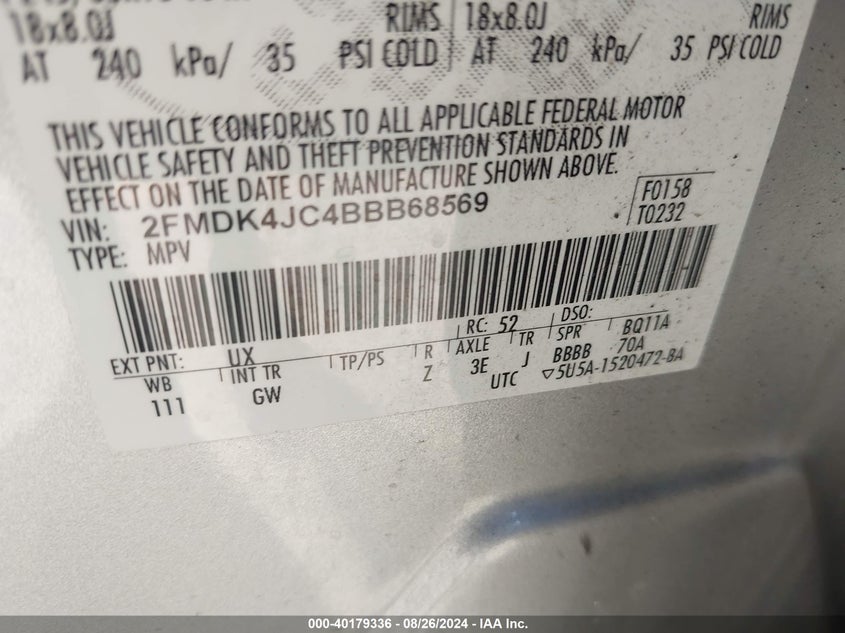 RIMS RIMS
18x8.0J 18x8.0J
AT 240 kPa/ 35 PSI COLD AT 240 kPa/ 35 PSI COLD
THIS VEHICLE CONFORMS TO ALL APPLICABLE FEDERAL MOTOR
VEHICLE SAFETY AND THEFT PREVENTION STANDARDS IN
EFFECT ON THE DATE OF MANUFACTURE SHOWN ABOVE.
VIN: 2FMDK4JC4BBB68569 F0158
TYPE: MPV T0232
EXT PNT: UX RC: 52 DSO:
WB INT TR TP/PS R AXLE TR SPR BQ11A
111 GW Z 3E J BBBB 70A
UTC ▽5U5A-1520472-BA
000-40179336 - 08/26/2024 - IAA Inc.